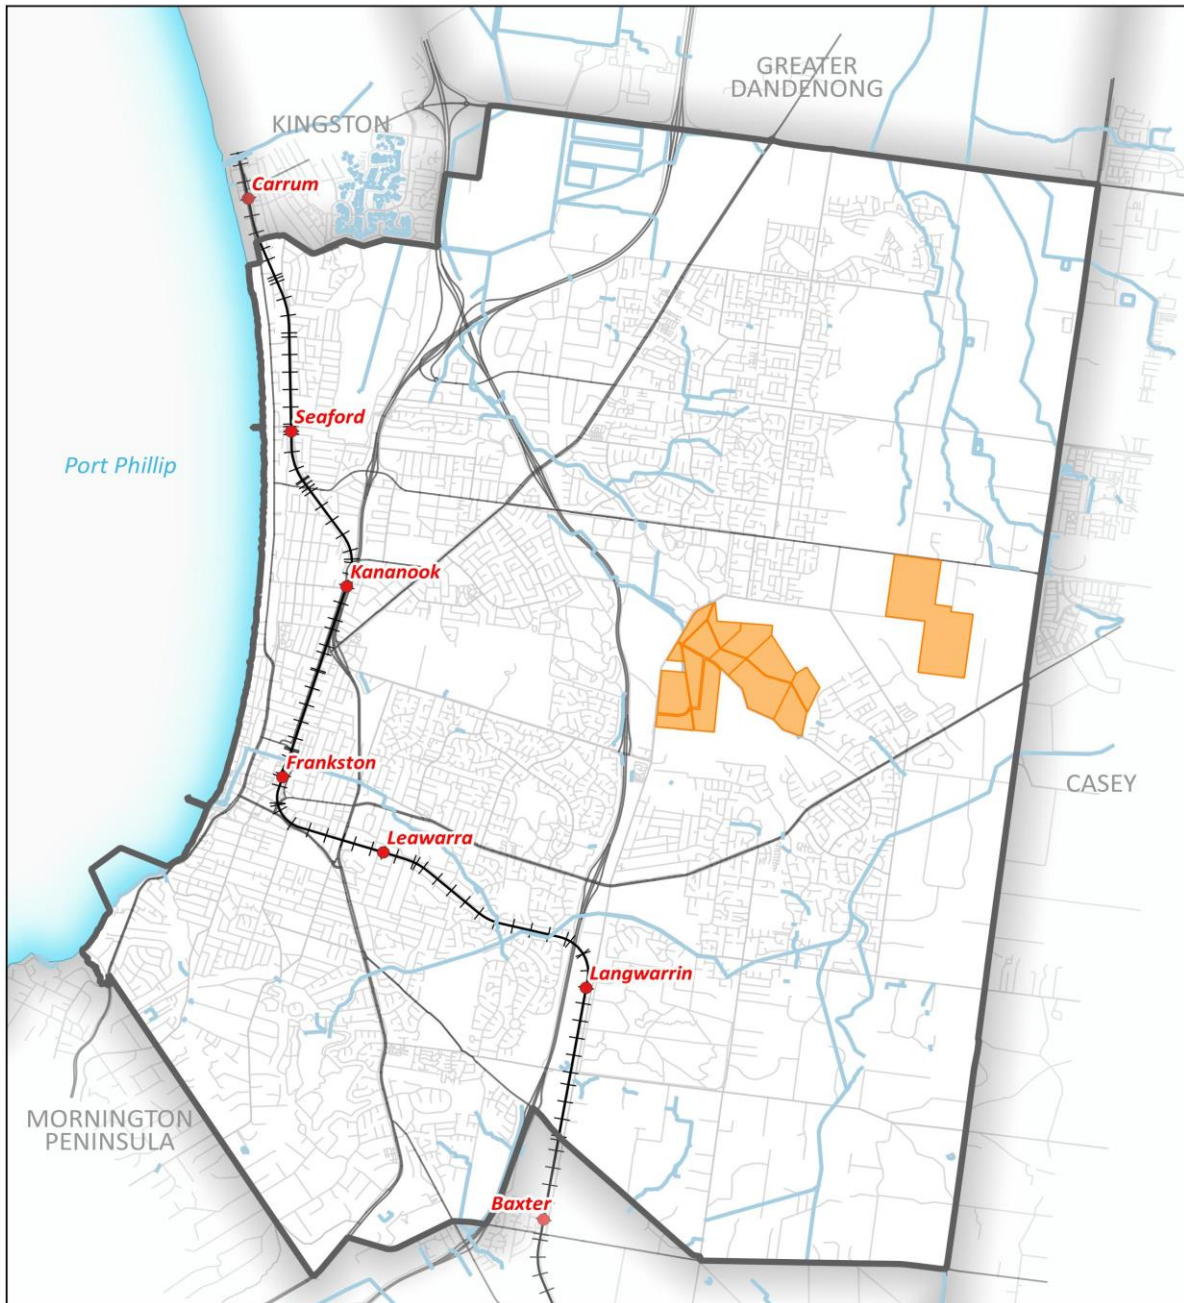 GREATER
DANDENONG
KINGSTON
Carrum
Seaford
Port Phillip
Kananook
Frankston
CASEY
Leawarra
Langwarrin
MORNINGTON
PENINSULA
Baxter